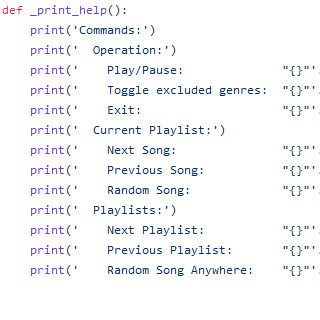 def _print_help():
    print('Commands:')
    print('  Operation:')
    print('    Play/Pause:              "{}"'.
    print('    Toggle excluded genres:  "{}"'.
    print('    Exit:                    "{}"'.
    print('  Current Playlist:')
    print('    Next Song:               "{}"'.
    print('    Previous Song:           "{}"'.
    print('    Random Song:             "{}"'.
    print('  Playlists:')
    print('    Next Playlist:           "{}"'.
    print('    Previous Playlist:       "{}"'.
    print('    Random Song Anywhere:    "{}"'.